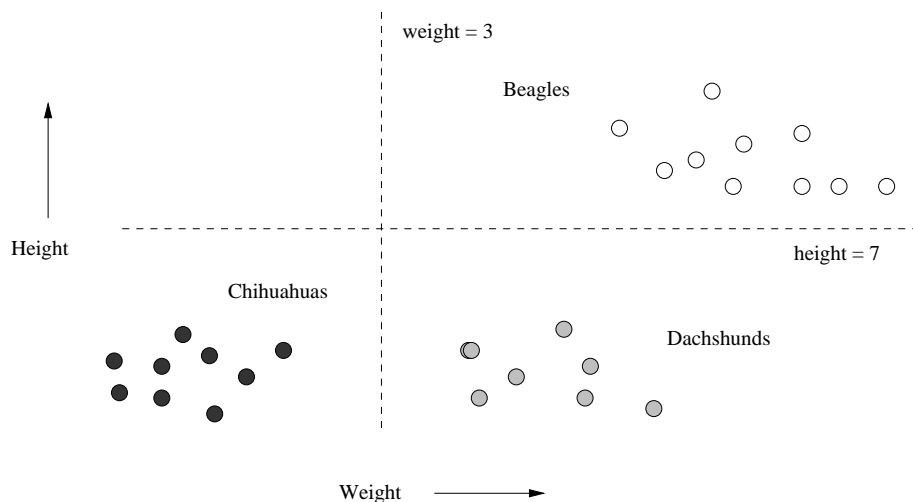 weight = 3
Beagles
Height
height = 7
Chihuahuas
Dachshunds
Weight